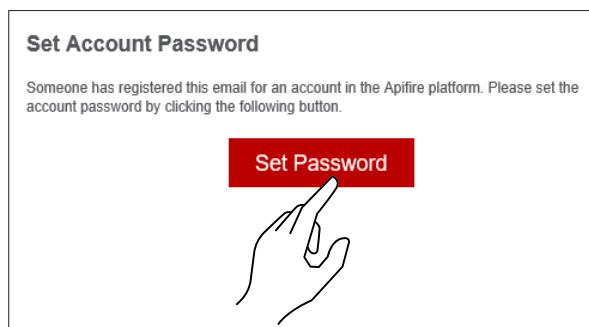 Set Account Password
Someone has registered this email for an account in the Apifire platform. Please set the
account password by clicking the following button.
Set Password